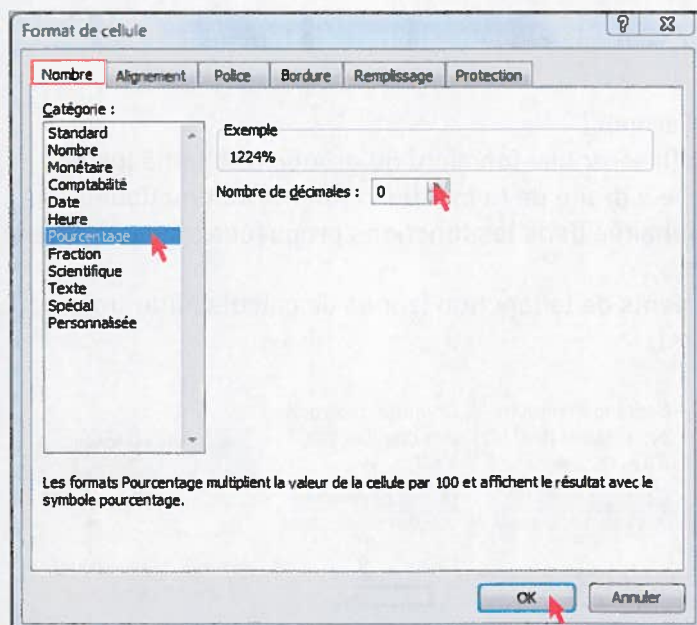 Format de cellule
Nombre Alignement Police Bordure Remplissage Protection
Catégorie :
Standard
Nombre
Monétaire
Comptabilité
Date
Heure
Pourcentage
Fraction
Scientifique
Texte
Spécial
Personnalisée
Exemple
1224%
Nombre de décimales : 0
Les formats Pourcentage multiplient la valeur de la cellule par 100 et affichent le résultat avec le
symbole pourcentage.
OK Annuler